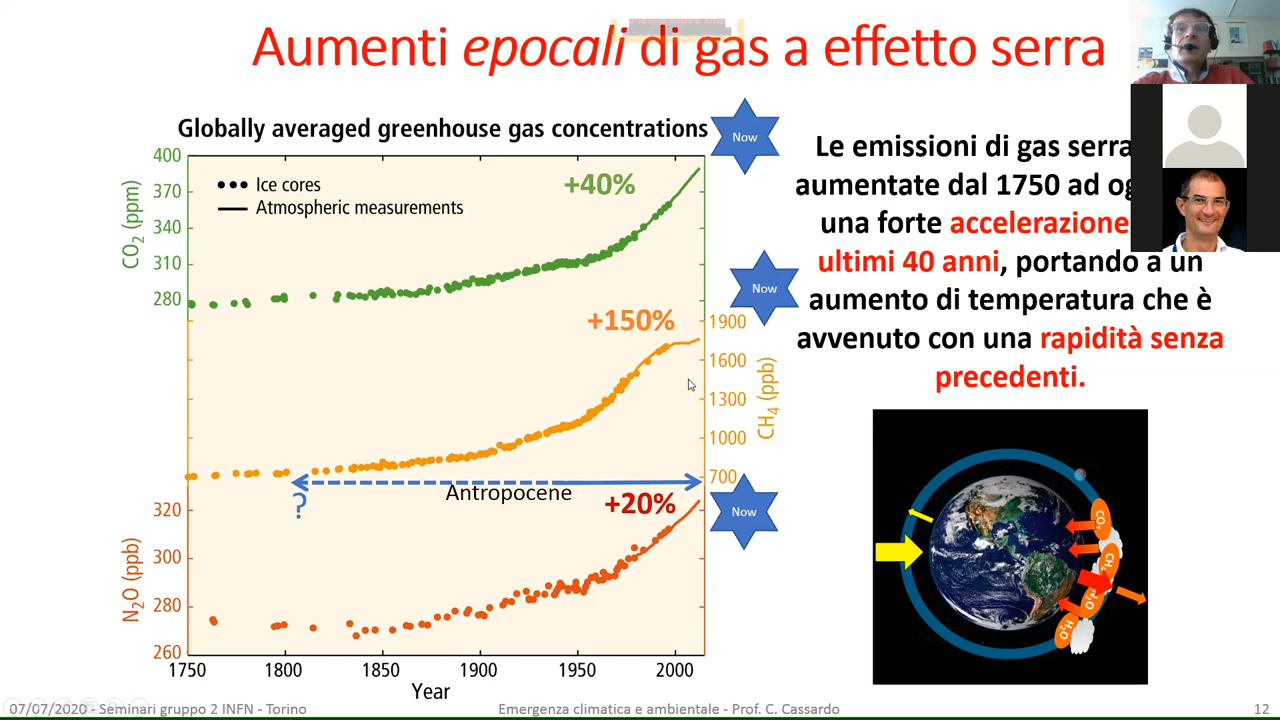 Please move this
Aumenti epocali di gas a effetto serra
Globally averaged greenhouse gas concentrations
Now
400
370
340
310
280
CO2 (ppm)
Ice cores
Atmospheric measurements
+40%
Le emissioni di gas serra
aumentate dal 1750 ad
una forte accelerazione
ultimi 40 anni, portando a un
aumento di temperatura che è
avvenuto con una rapidità senza
precedenti.
Now
+150%
1900
1600
1300
1000
700
CH4 (ppb)
Antropocene
?
+20%
Now
320
300
280
260
N2O (ppb)
1750
1800
1850
1900
1950
2000
Year
CO2
CH4
N2O
H2O
07/07/2020 - Seminari gruppo 2 INFN - Torino
Emergenza climatica e ambientale - Prof. C. Cassardo
12